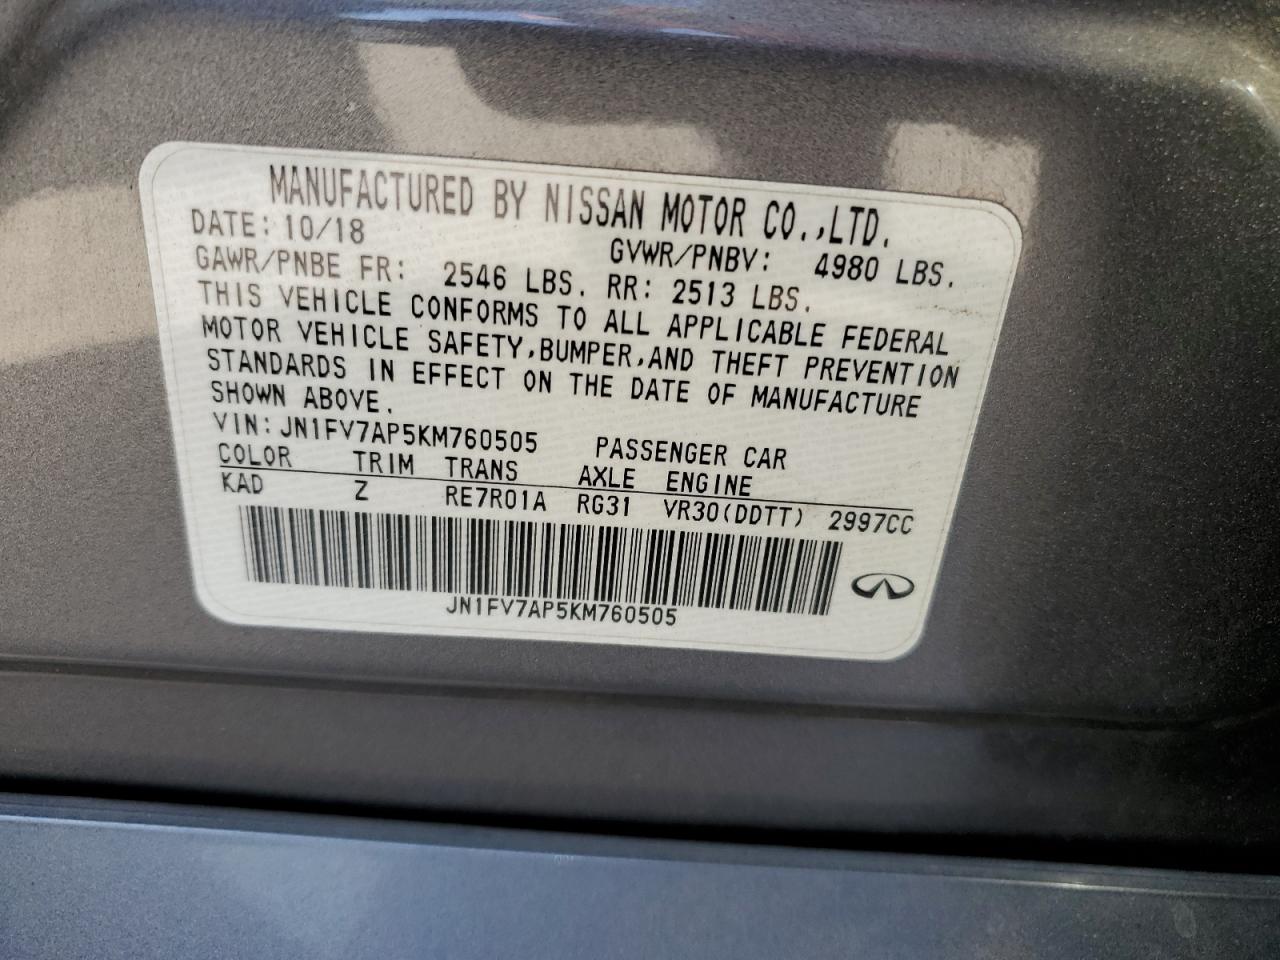 MANUFACTURED BY NISSAN MOTOR CO.,LTD.
DATE: 10/18 GVWR/PNBV: 4980 LBS.
GAWR/PNBE FR: 2546 LBS. RR: 2513 LBS.
THIS VEHICLE CONFORMS TO ALL APPLICABLE FEDERAL
MOTOR VEHICLE SAFETY,BUMPER,AND THEFT PREVENTION
STANDARDS IN EFFECT ON THE DATE OF MANUFACTURE
SHOWN ABOVE.
VIN: JN1FV7AP5KM760505 PASSENGER CAR
COLOR TRIM TRANS AXLE ENGINE
KAD Z RE7R01A RG31 VR30(DDTT) 2997CC
JN1FV7AP5KM760505